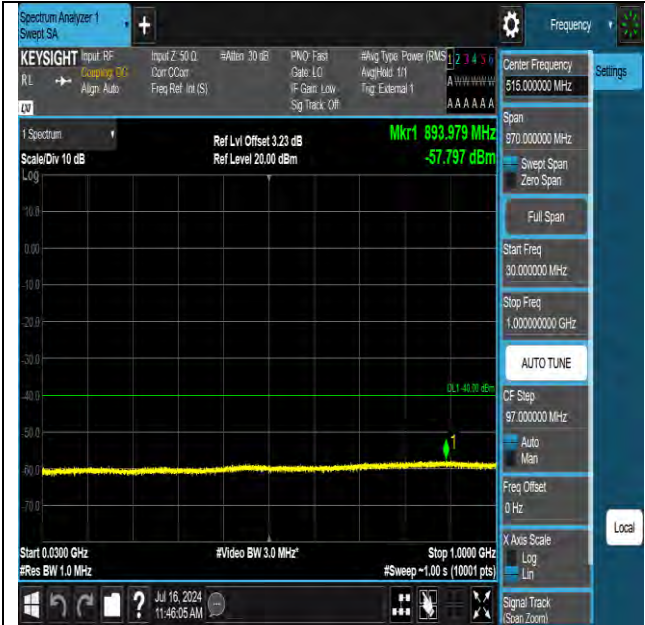 Spectrum Analyzer 1
Swept SA
Frequency
KEYSIGHT
RL
Input: RF
Coupling: DC
Align: Auto
Input Z: 50 Ω
Corr CCorr
Freq Ref: Int (S)
#Atten: 30 dB
PNO: Fast
Gate: LO
IF Gain: Low
Sig Track: Off
#Avg Type: Power (RMS
Avg|Hold: 1/1
Trig: External 1
1 2 3 4 5 6
A W W W W W
A A A A A A
LXI
1 Spectrum
Scale/Div 10 dB
Log
Ref Lvl Offset 3.23 dB
Ref Level 20.00 dBm
Mkr1 893.979 MHz
-57.797 dBm
10.0
0.00
-10.0
-20.0
-30.0
-40.0
-50.0
-60.0
-70.0
DL1 -40.00 dBm
1
Start 0.0300 GHz
#Res BW 1.0 MHz
#Video BW 3.0 MHz*
Stop 1.0000 GHz
#Sweep ~1.00 s (10001 pts)
Jul 16, 2024
11:46:05 AM
Center Frequency
515.000000 MHz
Settings
Span
970.000000 MHz
Swept Span
Zero Span
Full Span
Start Freq
30.000000 MHz
Stop Freq
1.000000000 GHz
AUTO TUNE
CF Step
97.000000 MHz
Auto
Man
Freq Offset
0 Hz
X Axis Scale
Log
Lin
Local
Signal Track
(Span Zoom)